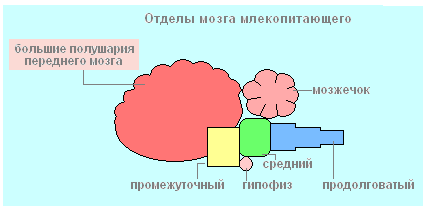 Отделы мозга млекопитающего
большие полушария
переднего мозга
мозжечок
средний
промежуточный
гипофиз
продолговатый